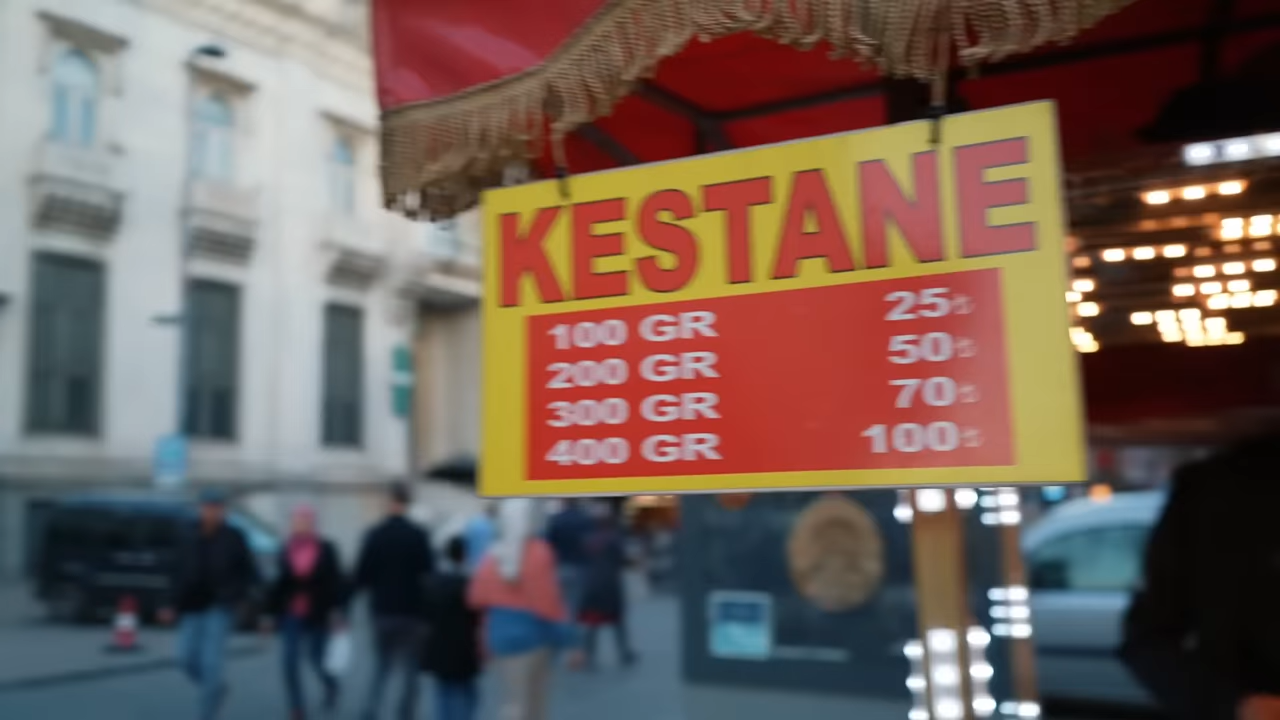 KESTANE
100 GR 25₺
200 GR 50₺
300 GR 70₺
400 GR 100₺